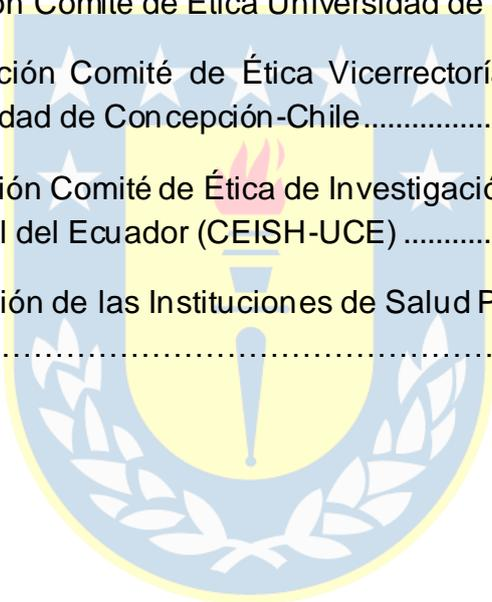 ón Comité de Ética Universidad de
ción Comité de Ética Vicerrectoría
dad de Concepción-Chile................
ión Comité de Ética de Investigació
l del Ecuador (CEISH-UCE) ...........
ión de las Instituciones de Salud P
................................................